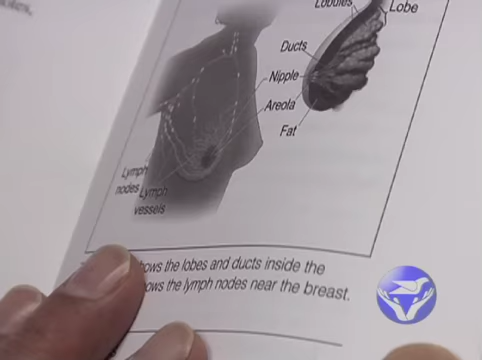 Lobules
Lobe
Ducts
Nipple
Areola
Fat
Lymph
nodes
Lymph
vessels
hows the lobes and ducts inside the
hows the lymph nodes near the breast.